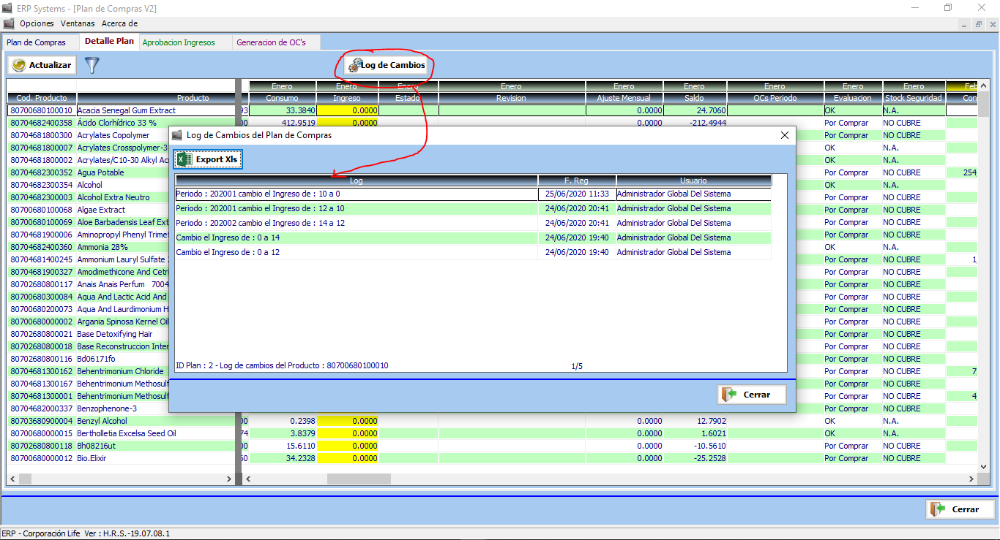 ERP Systems - [Plan de Compras V2]
Opciones Ventanas Acerca de
Plan de Compras Detalle Plan Aprobacion Ingresos Generacion de OC's
Actualizar Log de Cambios
Enero Enero Enero Enero Enero Enero Enero Enero Enero Feb
Cod. Producto Producto Consumo Ingreso Estado Revision Ajuste Mensual Saldo OCs Periodo Evaluacion Stock Seguridad Con
80700680100010 Acacia Senegal Gum Extract 93 33.3840 0.0000 0.0000 24.7060 OK N.A.
80704682400358 Ácido Clorhídrico 33 % 00 412.9519 0.0000 0.0000 -212.4944 Por Comprar NO CUBRE
80704681800300 Acrylates Copolymer Por Comprar NO CUBRE
80704681800007 Acrylates Crosspolymer-3 OK N.A.
80704681800002 Acrylates/C10-30 Alkyl Ac OK N.A.
80704682300352 Agua Potable Por Comprar NO CUBRE 254,
80704682300354 Alcohol OK N.A.
80704682300003 Alcohol Extra Neutro Por Comprar NO CUBRE
80700680100068 Algae Extract Por Comprar NO CUBRE
80700680100069 Aloe Barbadensis Leaf Ext Por Comprar NO CUBRE
80704681900006 Aminopropyl Phenyl Trimet Por Comprar NO CUBRE
80704682400360 Ammonia 28% OK N.A.
80704681400245 Ammonium Lauryl Sulfate Por Comprar NO CUBRE 1,
80704681900327 Amodimethicone And Cetri Por Comprar NO CUBRE
80702680800117 Anais Anais Perfum 7004 Por Comprar NO CUBRE
80700680300084 Aqua And Lactic Acid And Por Comprar NO CUBRE
80700680200073 Aqua And Laurdimonium H Por Comprar NO CUBRE
80700680000002 Argania Spinosa Kernel Oil Por Comprar NO CUBRE
80702680800021 Base Detoxifying Hair Por Comprar NO CUBRE
80702680800018 Base Reconstruccion Inter Por Comprar NO CUBRE
80702680800116 Bd06171fo Por Comprar NO CUBRE
80704681300162 Behentrimonium Chloride Por Comprar NO CUBRE 7,
80704681300167 Behentrimonium Methosulf Por Comprar NO CUBRE
80704681300001 Behentrimonium Methosulf Por Comprar NO CUBRE 4,
80704682000337 Benzophenone-3 Por Comprar NO CUBRE
80703680900004 Benzyl Alcohol 00 0.2398 0.0000 0.0000 12.7902 OK N.A.
80700680000015 Bertholletia Excelsa Seed Oil 74 3.8379 0.0000 0.0000 1.6021 OK N.A.
80702680800118 Bh08216ut 00 15.6110 0.0000 0.0000 -10.5610 Por Comprar NO CUBRE
80700680000012 Bio.Elixir 60 34.2328 0.0000 0.0000 -25.2528 Por Comprar NO CUBRE
Log de Cambios del Plan de Compras
Export Xls
Log F. Reg Usuario
Periodo : 202001 cambio el Ingreso de : 10 a 0 25/06/2020 11:33 Administrador Global Del Sistema
Periodo : 202001 cambio el Ingreso de : 12 a 10 24/06/2020 20:41 Administrador Global Del Sistema
Periodo : 202002 cambio el Ingreso de : 14 a 12 24/06/2020 20:41 Administrador Global Del Sistema
Cambio el Ingreso de : 0 a 14 24/06/2020 19:40 Administrador Global Del Sistema
Cambio el Ingreso de : 0 a 12 24/06/2020 19:40 Administrador Global Del Sistema
ID Plan : 2 - Log de cambios del Producto : 80700680100010 1/5
Cerrar
Cerrar
ERP - Corporación Life Ver : H.R.S.-19.07.08.1